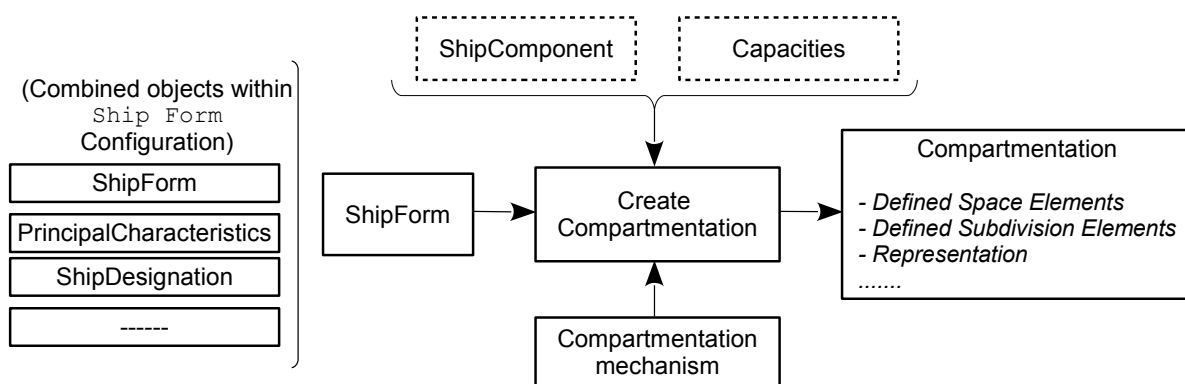 (Combined objects within
Ship Form
Configuration)
ShipForm
PrincipalCharacteristics
ShipDesignation
------
ShipComponent
Capacities
ShipForm
Create
Compartmentation
Compartmentation
mechanism
Compartmentation
- Defined Space Elements
- Defined Subdivision Elements
- Representation
.......